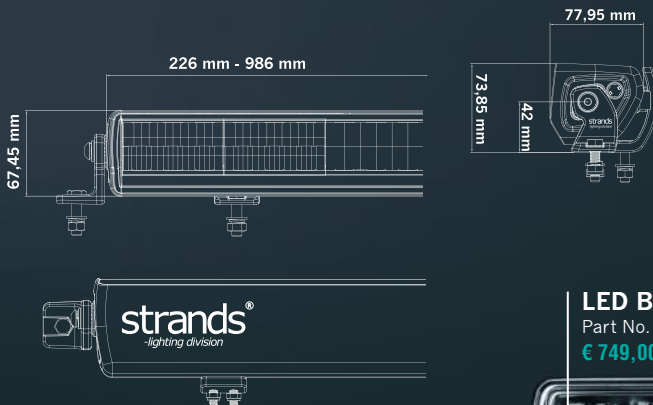 77,95 mm
226 mm - 986 mm
73,85 mm
42 mm
67,45 mm
strands
-lighting division
strands®
-lighting division
LED B
Part No.
€ 749,00